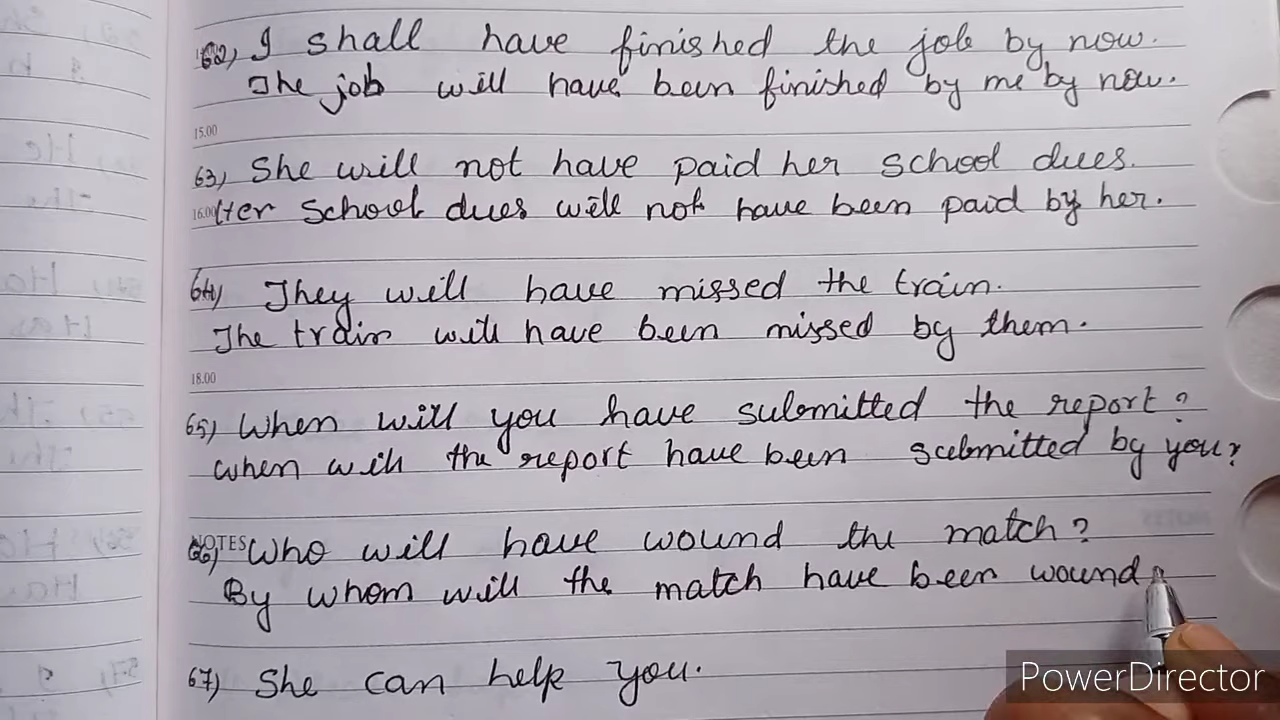 62) I shall have finished the job by now.
The job will have been finished by me by now.
15.00
63) She will not have paid her school dues.
16.00 Her school dues will not have been paid by her.
64) They will have missed the train.
The train will have been missed by them.
18.00
65) When will you have submitted the report?
When will the report have been submitted by you?
NOTES
66) Who will have wound the match?
By whom will the match have been wound
67) She can help you.
PowerDirector